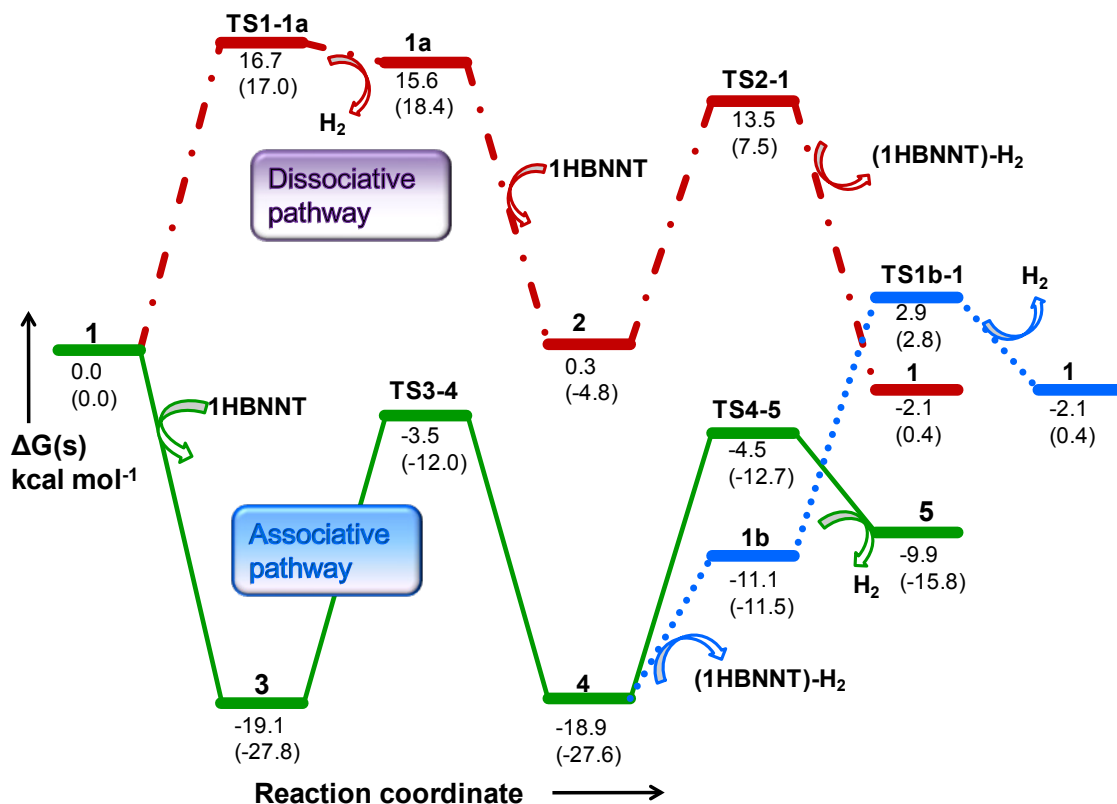 TS1-1a
16.7
(17.0)
H2
1a
15.6
(18.4)
Dissociative
pathway
1HBNNT
TS2-1
13.5
(7.5)
(1HBNNT)-H2
TS1b-1
2.9
(2.8)
H2
1
0.0
(0.0)
2
0.3
(-4.8)
1
-2.1
(0.4)
1
-2.1
(0.4)
ΔG(s)
kcal mol-1
1HBNNT
TS3-4
-3.5
(-12.0)
TS4-5
-4.5
(-12.7)
Associative
pathway
1b
-11.1
(-11.5)
5
-9.9
(-15.8)
H2
3
-19.1
(-27.8)
4
-18.9
(-27.6)
(1HBNNT)-H2
Reaction coordinate